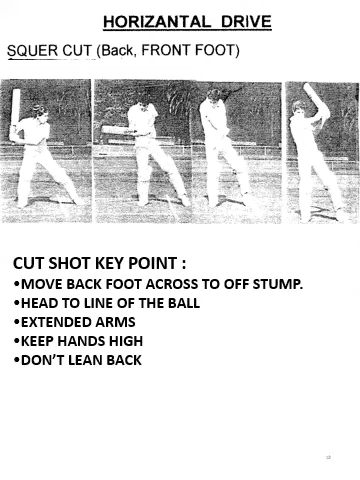 HORIZANTAL DRIVE
SQUER CUT (Back, FRONT FOOT)
CUT SHOT KEY POINT :
•MOVE BACK FOOT ACROSS TO OFF STUMP.
•HEAD TO LINE OF THE BALL
•EXTENDED ARMS
•KEEP HANDS HIGH
•DON'T LEAN BACK